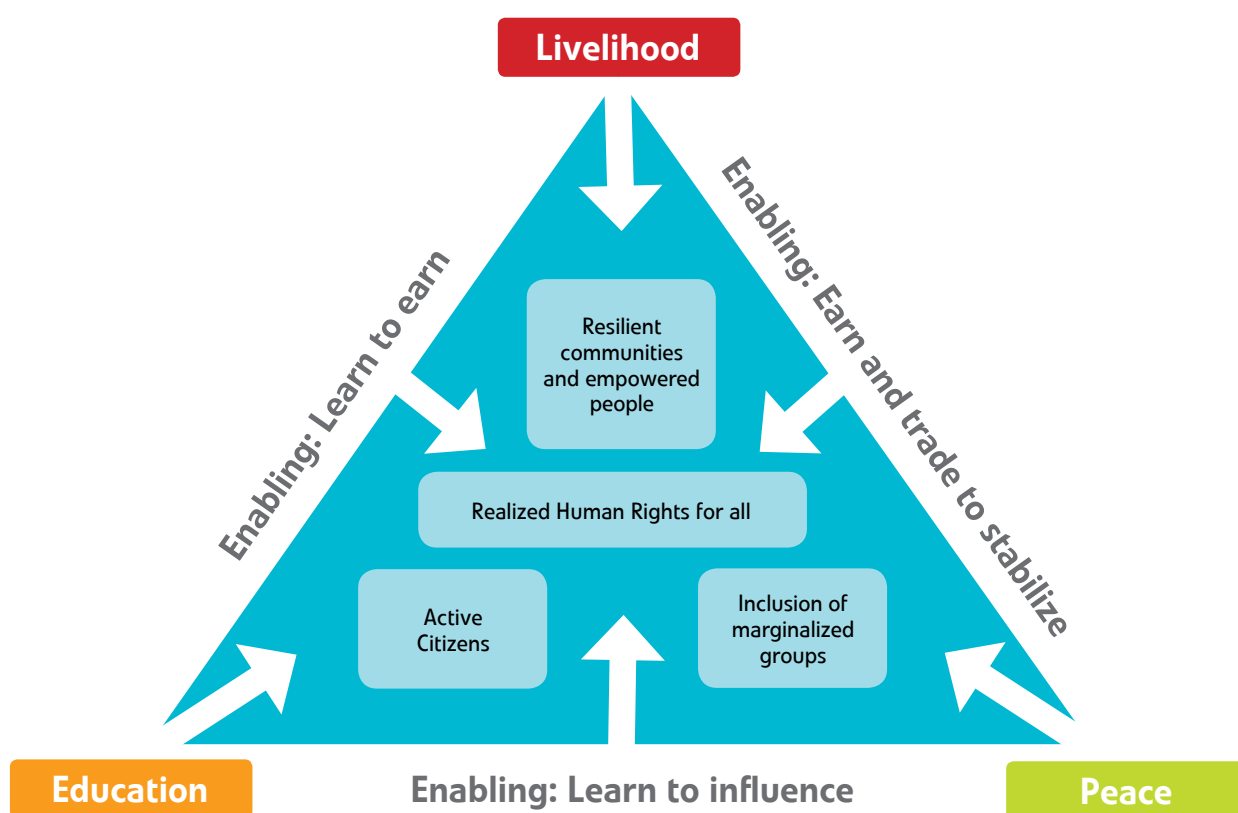 Livelihood
Enabling: Learn to earn
Enabling: Earn and trade to stabilize
Resilient
communities
and empowered
people
Realized Human Rights for all
Active
Citizens
Inclusion of
marginalized
groups
Education
Enabling: Learn to influence
Peace